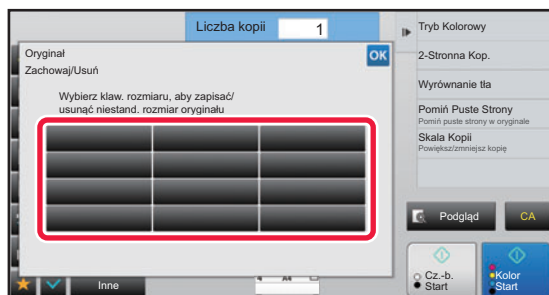 Liczba kopii 1
Oryginał
OK
Zachowaj/Usuń
Wybierz klaw. rozmiaru, aby zapisać/
usunąć niestand. rozmiar oryginału
Inne
A4
Tryb Kolorowy
2-Stronna Kop.
Wyrównanie tła
Pomiń Puste Strony
Pomiń puste strony w oryginale
Skala Kopii
Powiększ/zmniejsz kopię
Podgląd
CA
Cz.-b.
Start
Kolor
Start